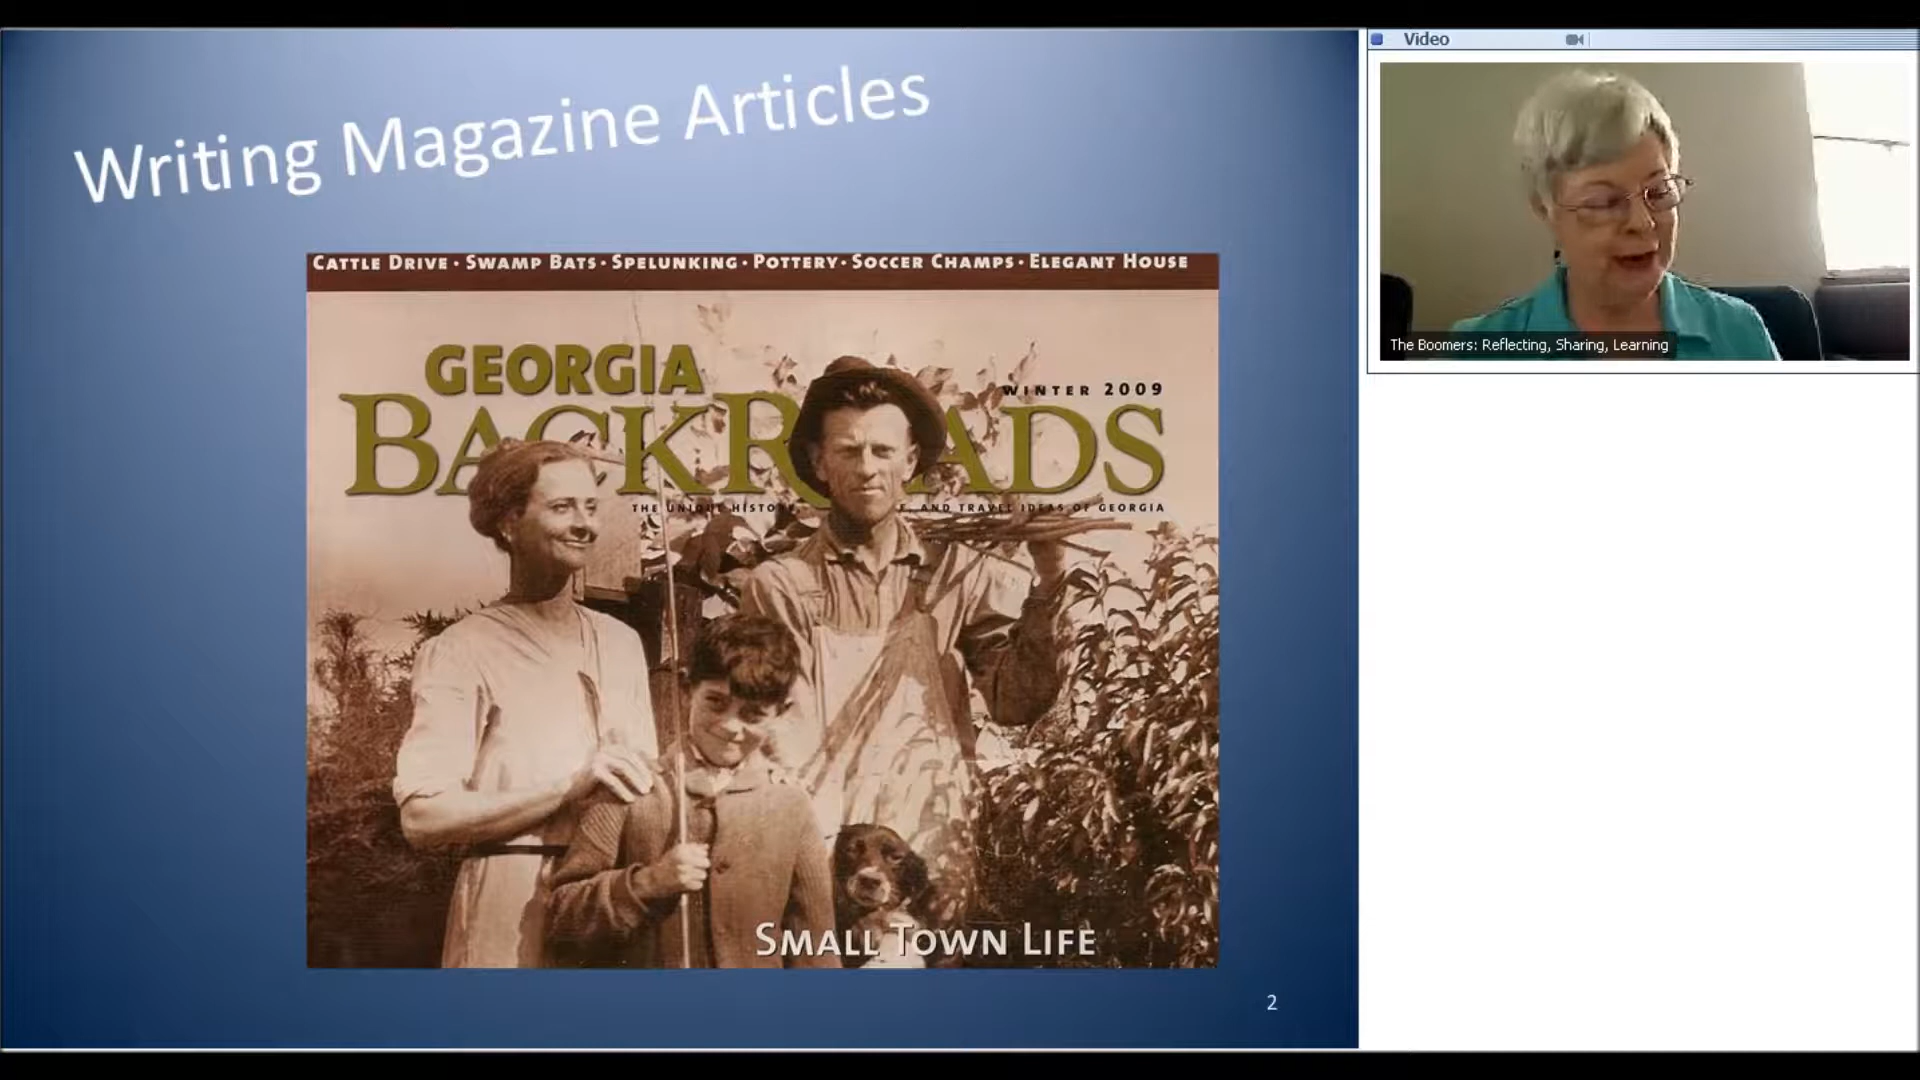 Writing Magazine Articles
CATTLE DRIVE · SWAMP BATS · SPELUNKING · POTTERY · SOCCER CHAMPS · ELEGANT HOUSE
GEORGIA
WINTER 2009
BACKROADS
THE UNIQUE HISTORY, AND TRAVEL IDEAS OF GEORGIA
SMALL TOWN LIFE
2
Video
The Boomers: Reflecting, Sharing, Learning